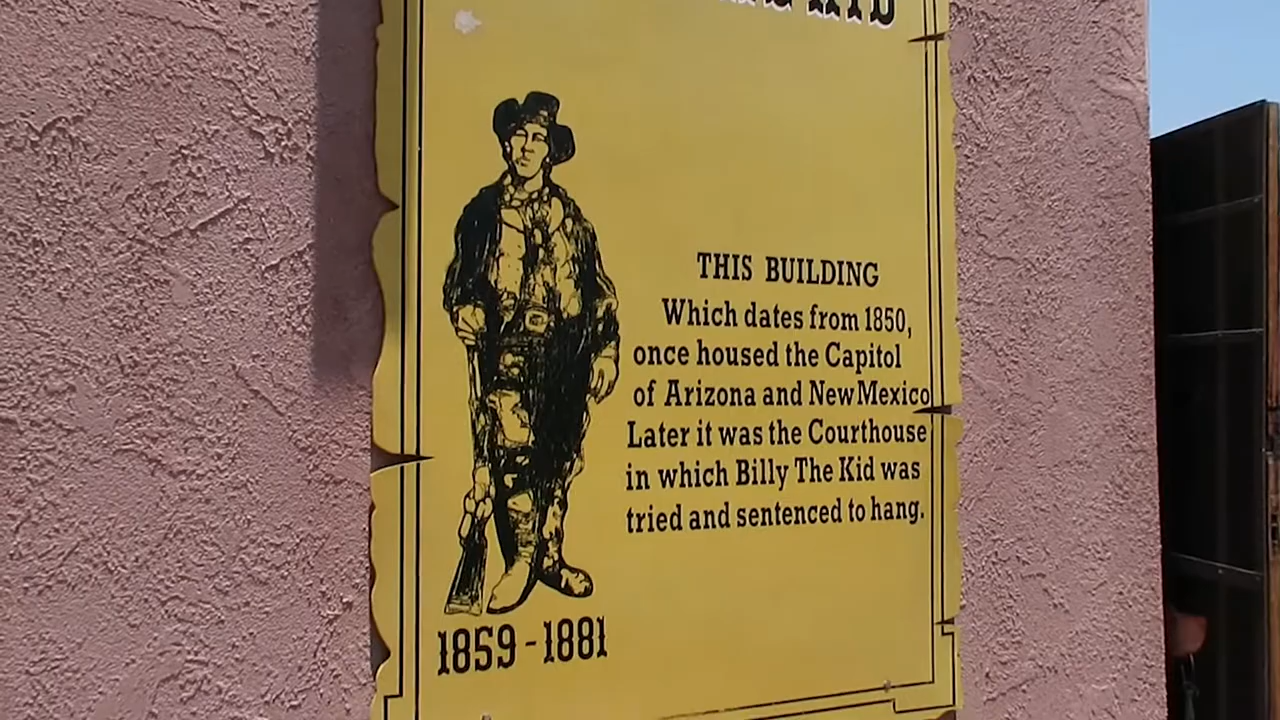 KID
THIS BUILDING
Which dates from 1850,
once housed the Capitol
of Arizona and New Mexico
Later it was the Courthouse
in which Billy The Kid was
tried and sentenced to hang.
1859-1881